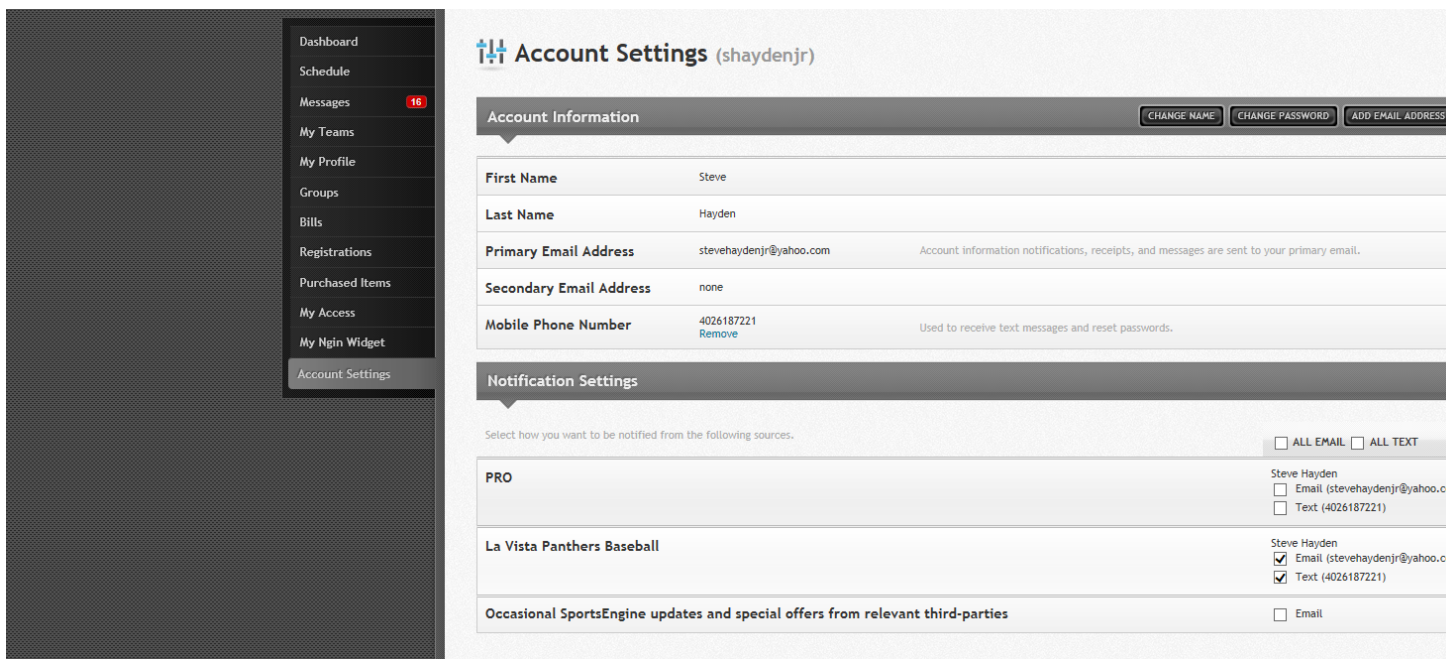 Dashboard
Schedule
Messages 16
My Teams
My Profile
Groups
Bills
Registrations
Purchased Items
My Access
My Ngin Widget
Account Settings
Account Settings (shaydenjr)
Account Information CHANGE NAME CHANGE PASSWORD ADD EMAIL ADDRESS
First Name Steve
Last Name Hayden
Primary Email Address stevehaydenjr@yahoo.com Account information notifications, receipts, and messages are sent to your primary email.
Secondary Email Address none
Mobile Phone Number 4026187221 Used to receive text messages and reset passwords.
Remove
Notification Settings
Select how you want to be notified from the following sources.
ALL EMAIL ALL TEXT
PRO Steve Hayden
Email (stevehaydenjr@yahoo.c
Text (4026187221)
La Vista Panthers Baseball Steve Hayden
Email (stevehaydenjr@yahoo.c
Text (4026187221)
Occasional SportsEngine updates and special offers from relevant third-parties Email